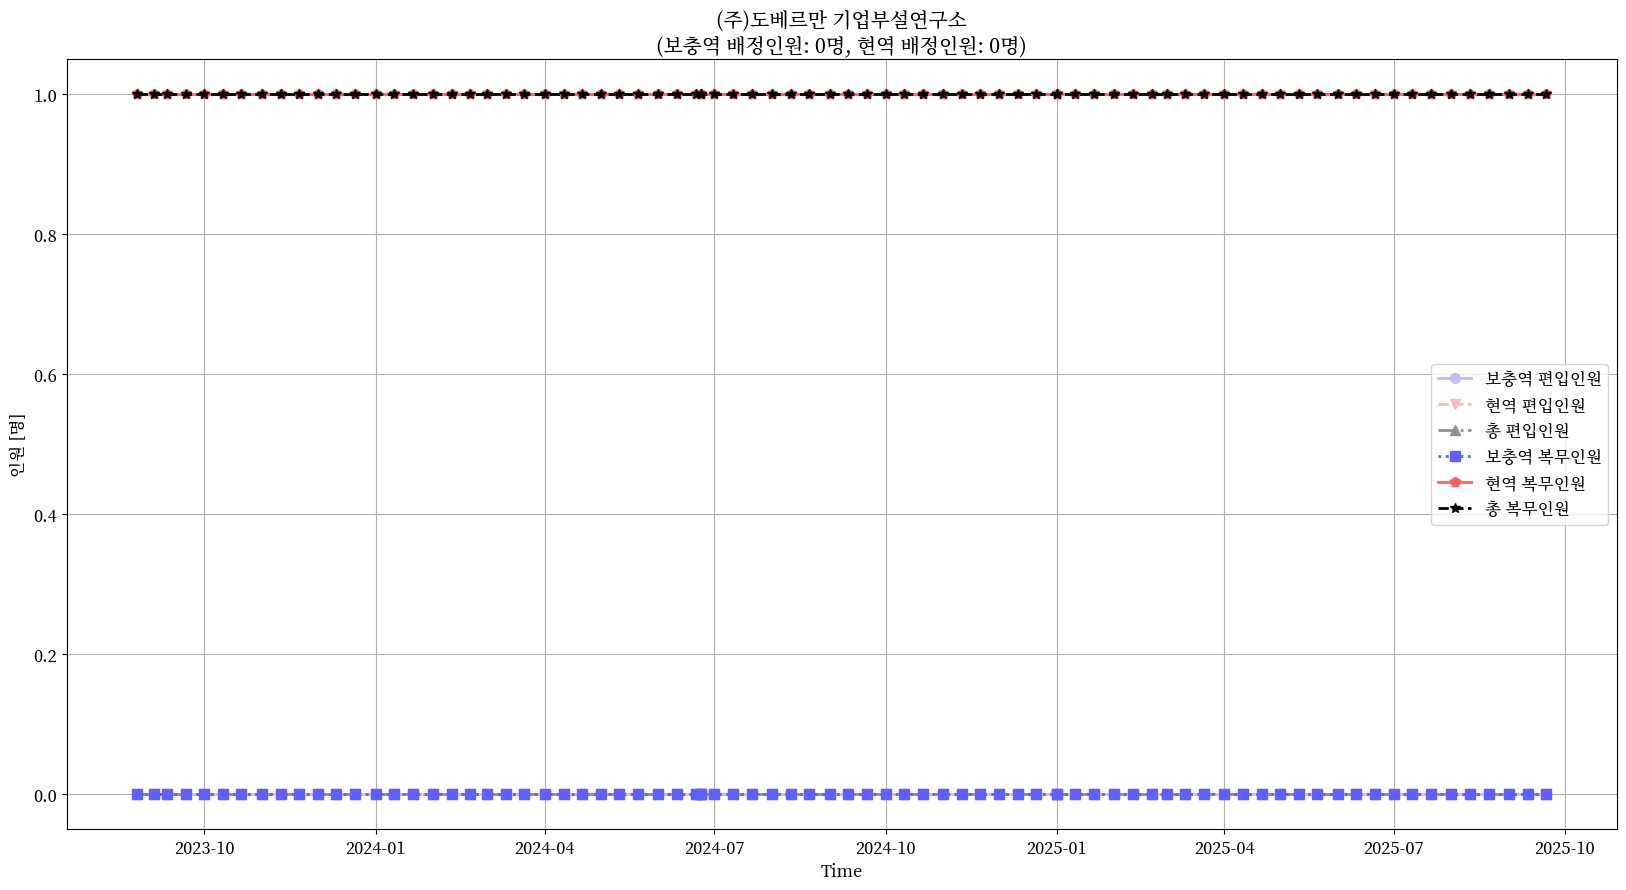 (주)도베르만 기업부설연구소
(보충역 배정인원: 0명, 현역 배정인원: 0명)
인원 [명]
1.0
0.8
0.6
0.4
0.2
0.0
보충역 편입인원
현역 편입인원
총 편입인원
보충역 복무인원
현역 복무인원
총 복무인원
2023-10 2024-01 2024-04 2024-07 2024-10 2025-01 2025-04 2025-07 2025-10
Time